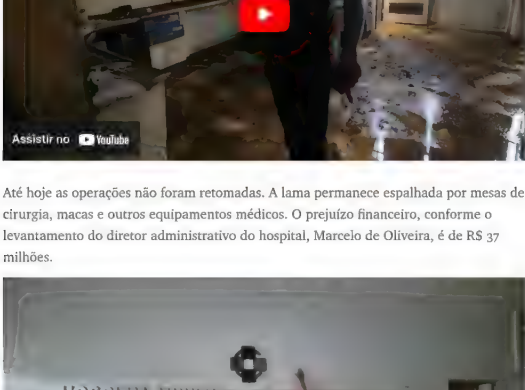 Assistir no YouTube
Até hoje as operações não foram retomadas. A lama permanece espalhada por mesas de
cirurgia, macas e outros equipamentos médicos. O prejuízo financeiro, conforme o
levantamento do diretor administrativo do hospital, Marcelo de Oliveira, é de R$ 37
milhões.